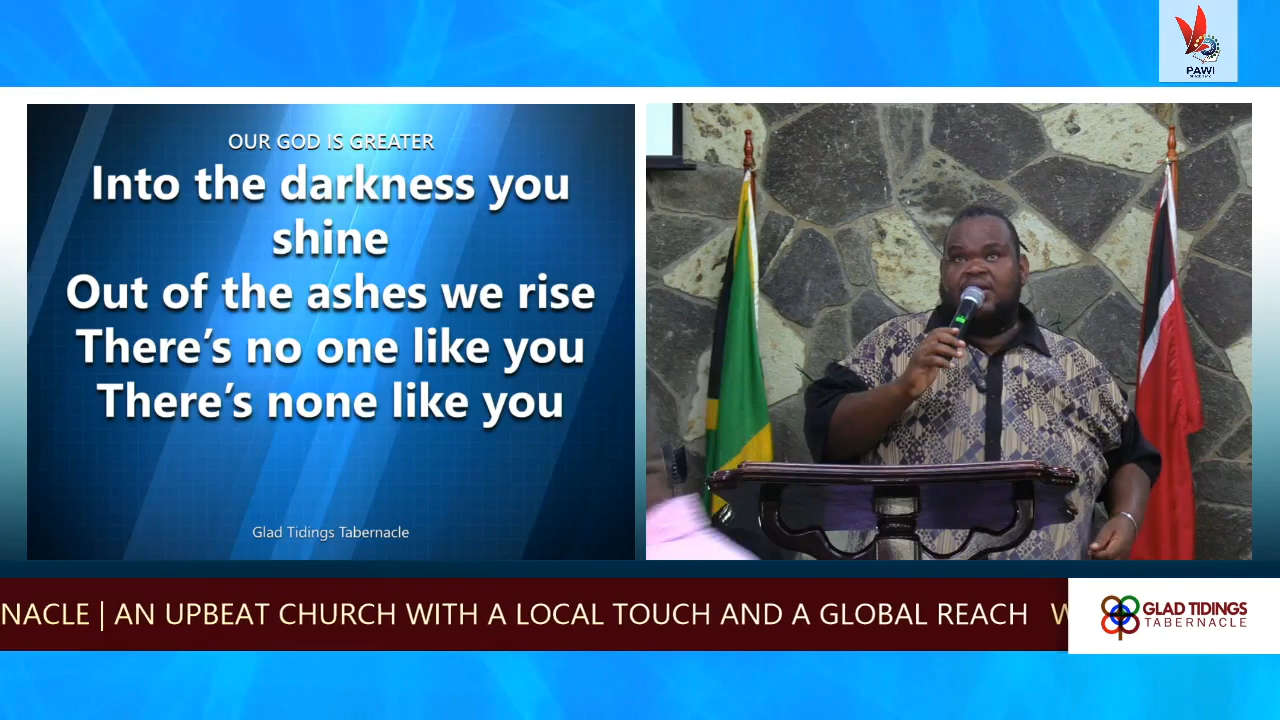 PAWI
OUR GOD IS GREATER
Into the darkness you
shine
Out of the ashes we rise
There's no one like you
There's none like you
Glad Tidings Tabernacle
NACLE | AN UPBEAT CHURCH WITH A LOCAL TOUCH AND A GLOBAL REACH W
GLAD TIDINGS
TABERNACLE